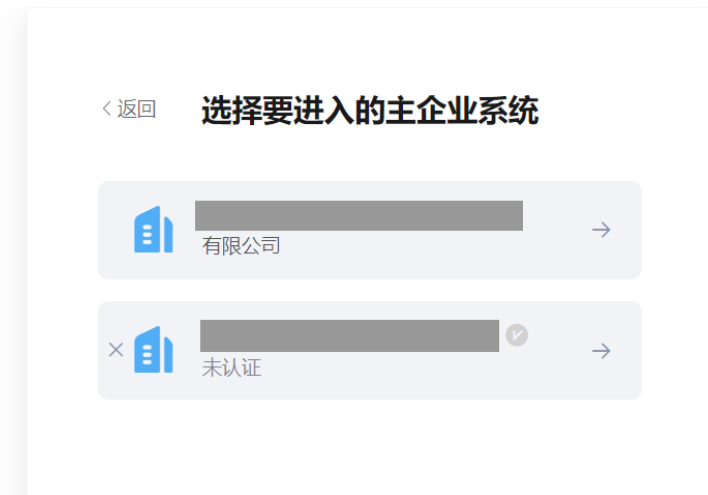 返回
选择要进入的主企业系统
有限公司
未认证